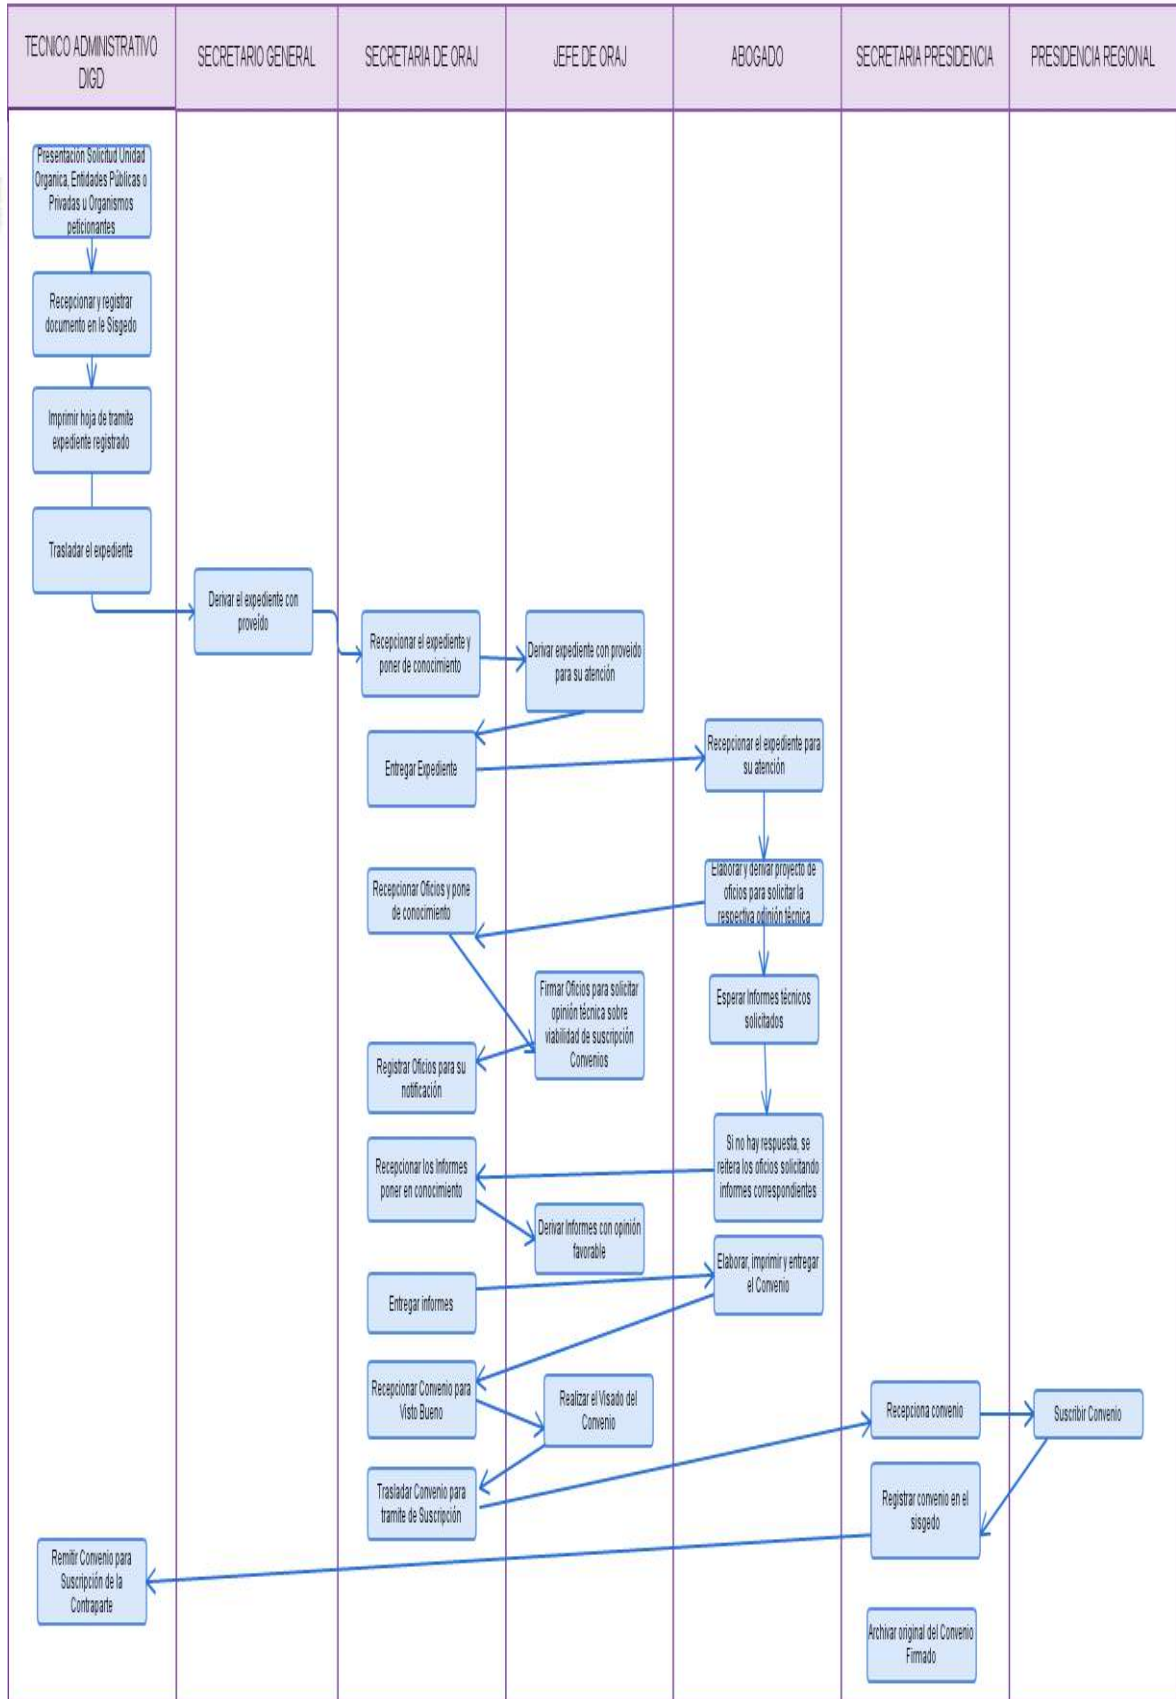 TECNICO ADMINISTRATIVO
DIGD
SECRETARIO GENERAL
SECRETARIA DE ORAJ
JEFE DE ORAJ
ABOGADO
SECRETARIA PRESIDENCIA
PRESIDENCIA REGIONAL
Presentación Solicitud Unidad
Organica, Entidades Públicas o
Privadas u Organismos
peticionantes
Recepcionar y registrar
documento en le Sisgedo
Imprimir hoja de tramite
expediente registrado
Trasladar el expediente
Derivar el expediente con
proveído
Recepcionar el expediente y
poner de conocimiento
Derivar expediente con proveido
para su atención
Entregar Expediente
Recepcionar el expediente para
su atención
Elaborar y derivar proyecto de
oficios para solicitar la
respectiva opinión técnica
Recepcionar Oficios y pone
de conocimiento
Esperar Informes técnicos
solicitados
Firmar Oficios para solicitar
opinión técnica sobre
viabilidad de suscripción
Convenios
Registrar Oficios para su
notificación
Si no hay respuesta, se
reitera los oficios solicitando
informes correspondientes
Recepcionar los Informes
poner en conocimiento
Derivar Informes con opinión
favorable
Entregar informes
Elaborar, imprimir y entregar
el Convenio
Recepcionar Convenio para
Visto Bueno
Realizar el Visado del
Convenio
Trasladar Convenio para
tramite de Suscripción
Recepciona convenio
Suscribir Convenio
Registrar convenio en el
sisgedo
Remitir Convenio para
Suscripción de la
Contraparte
Archivar original del Convenio
Firmado